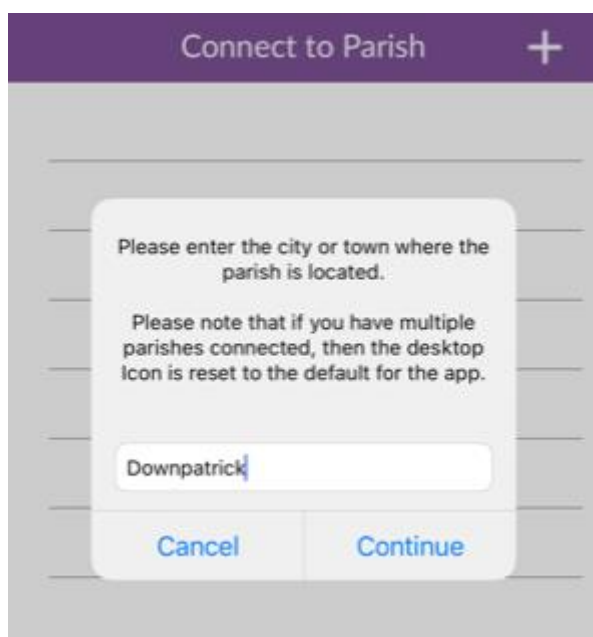 Connect to Parish +
Please enter the city or town where the
parish is located.
Please note that if you have multiple
parishes connected, then the desktop
Icon is reset to the default for the app.
Downpatrick
Cancel Continue